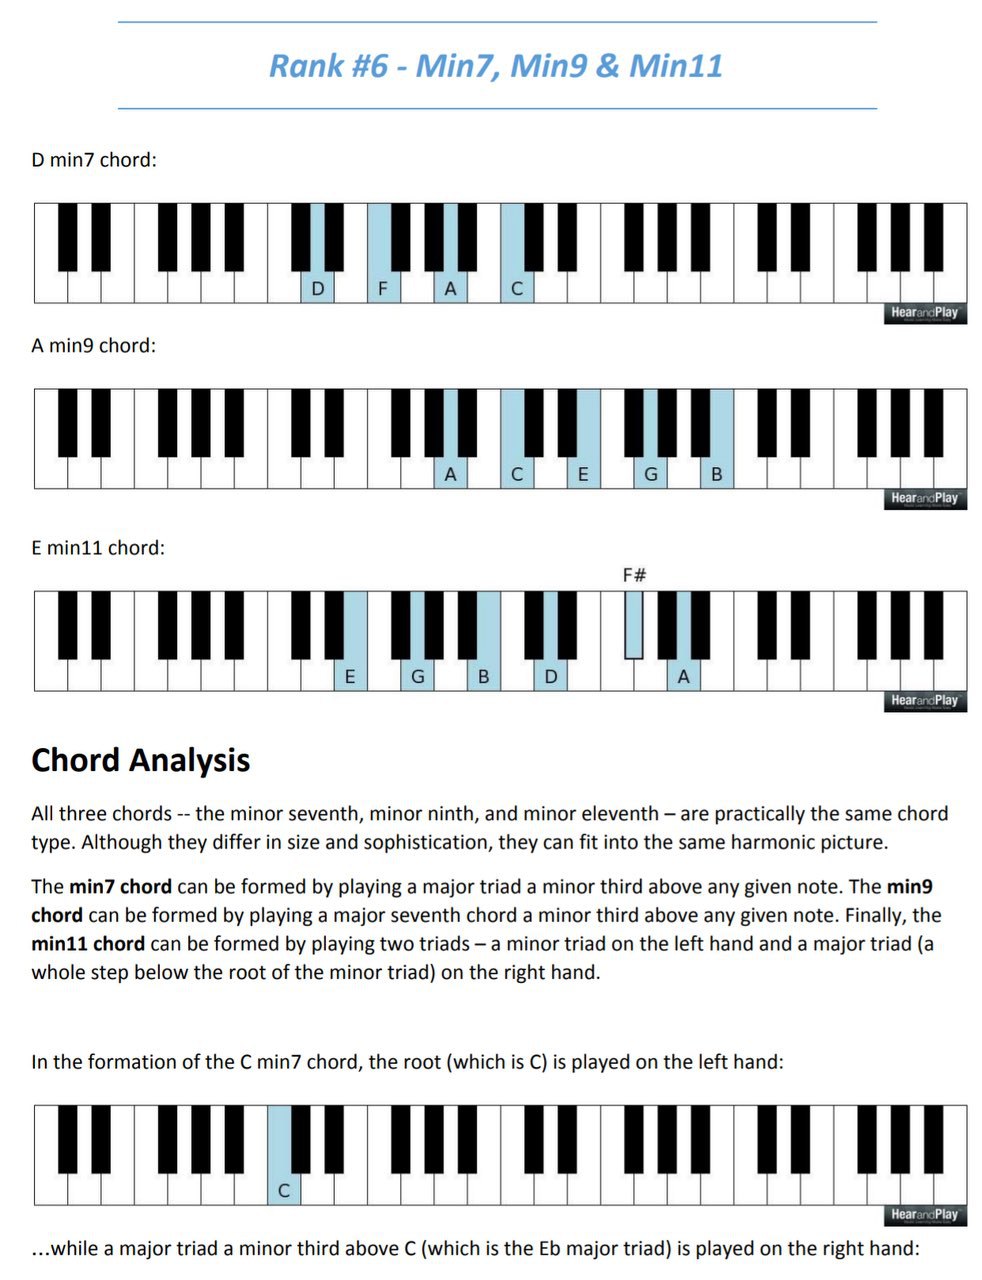 Rank #6 - Min7, Min9 & Min11
D min7 chord:
D F A C
HearandPlay
A min9 chord:
A C E G B
HearandPlay
E min11 chord:
F#
E G B D A
HearandPlay
Chord Analysis
All three chords -- the minor seventh, minor ninth, and minor eleventh – are practically the same chord
type. Although they differ in size and sophistication, they can fit into the same harmonic picture.
The min7 chord can be formed by playing a major triad a minor third above any given note. The min9
chord can be formed by playing a major seventh chord a minor third above any given note. Finally, the
min11 chord can be formed by playing two triads – a minor triad on the left hand and a major triad (a
whole step below the root of the minor triad) on the right hand.
In the formation of the C min7 chord, the root (which is C) is played on the left hand:
C
HearandPlay
...while a major triad a minor third above C (which is the Eb major triad) is played on the right hand: